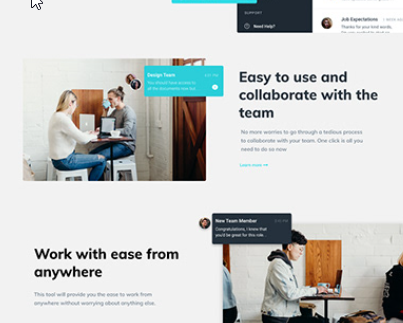 SUPPORT
Need Help?
Job Expectations
Thanks for your kind words.
Design Team
You should have access to
all the documents now too.
Easy to use and
collaborate with the
team
No more worries to go through a tedious process
to collaborate with your team. One click is all you
need to do so now
Learn more
New Team Member
Congratulations, I know that
you'd be great for this role.
Work with ease from
anywhere
This tool will provide you the ease to work from
anywhere without worrying about anything else.